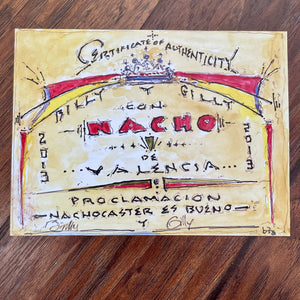 CERTIFICATE OF AUTHENTICITY
BILLY Y GILLY
CON
NACHO
2013
2013
DE
...VALENCIA...
PROCLAMACION
-NACHOCASTER ES BUENO-
Billy Y Gilly